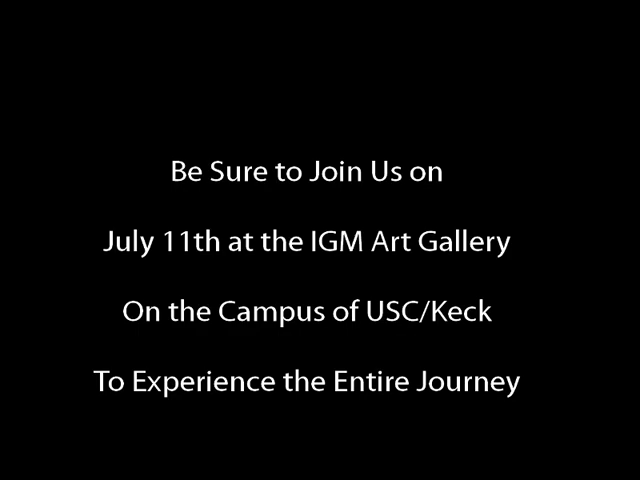 Be Sure to Join Us on
July 11th at the IGM Art Gallery
On the Campus of USC/Keck
To Experience the Entire Journey